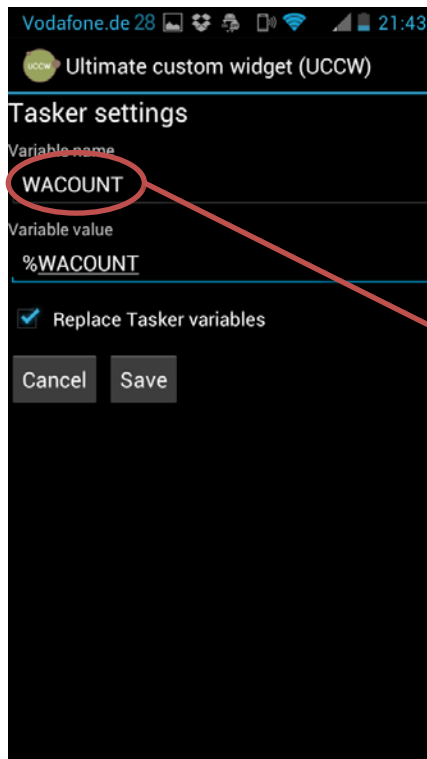 Vodafone.de 28 21:43
uccw Ultimate custom widget (UCCW)
Tasker settings
Variable name
WACOUNT
Variable value
%WACOUNT
Replace Tasker variables
Cancel Save